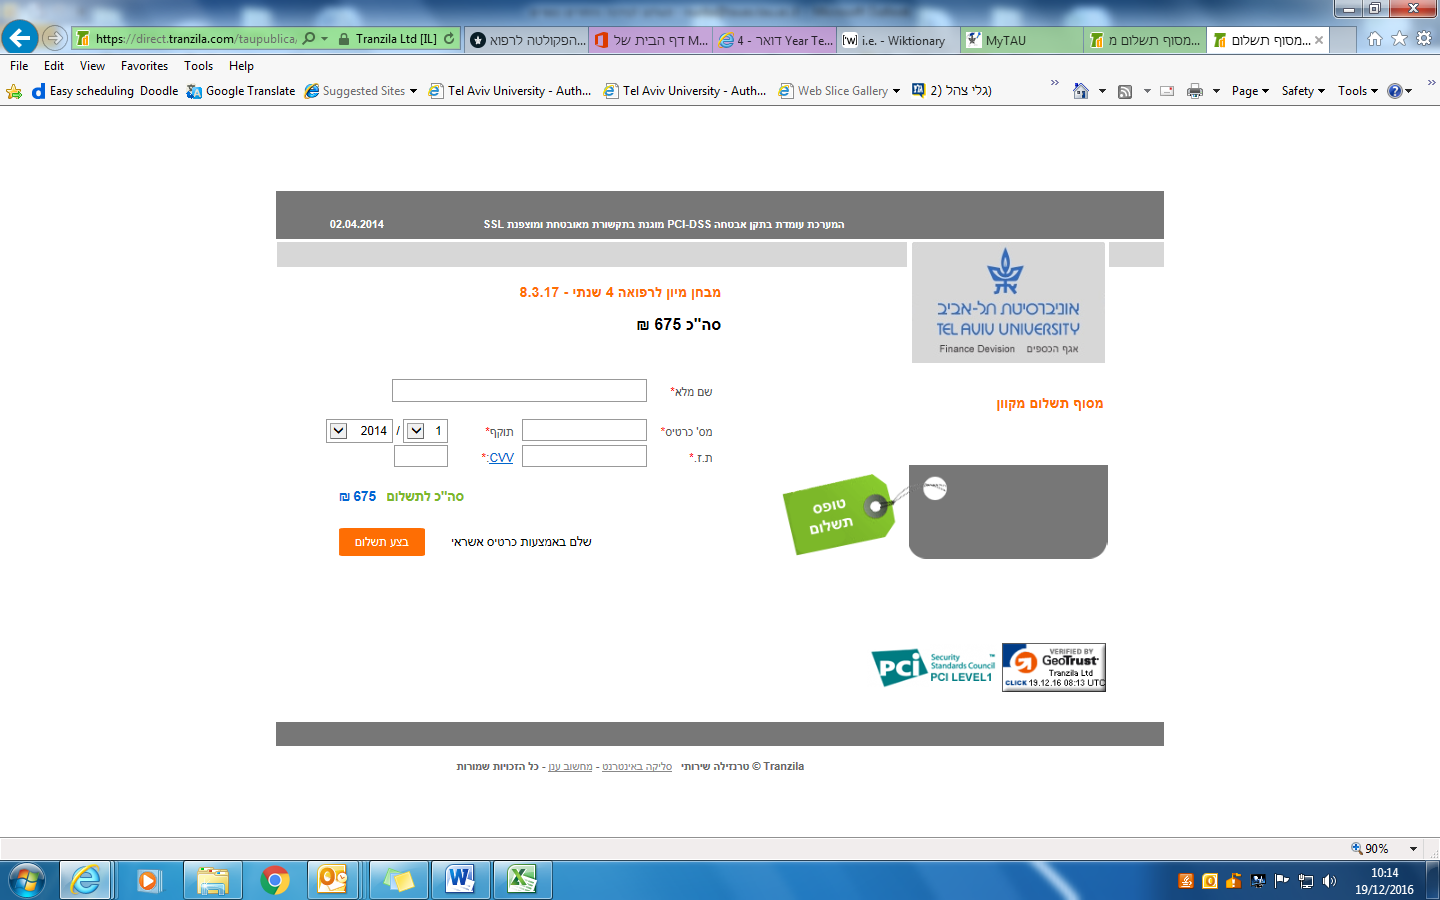 https://direct.tranzila.com/taupublica/
Tranzila Ltd [IL]
הפקולטה לרפוא...
דף הבית של M...
דואר - 4 Year Te...
i.e. - Wiktionary
MyTAU
מסוף תשלום מ...
מסוף תשלום...
File Edit View Favorites Tools Help
Easy scheduling Doodle
Google Translate
Suggested Sites
Tel Aviv University - Auth...
Tel Aviv University - Auth...
Web Slice Gallery
גלי צהל (2)
Page Safety Tools
02.04.2014
המערכת עומדת בתקן אבטחה PCI-DSS מוגנת בתקשורת מאובטחת ומוצפנת SSL
אוניברסיטת תל-אביב
TEL AVIV UNIVERSITY
Finance Devision אגף הכספים
מבחן מיון לרפואה 4 שנתי - 8.3.17
סה"כ 675 ₪
מסוף תשלום מקוון
שם מלא*
מס' כרטיס*
תוקף*
1 / 2014
ת.ז.*
CVV:*
טופס
תשלום
סה"כ לתשלום 675 ₪
שלם באמצעות כרטיס אשראי
בצע תשלום
PCI Security Standards Council ™
PCI LEVEL1
VERIFIED BY
GeoTrust
Tranzila Ltd
CLICK 19.12.16 08:13 UTC
Tranzila © טרנזילה שירותי סליקה באינטרנט - מחשוב ענן - כל הזכויות שמורות
90%
10:14
19/12/2016